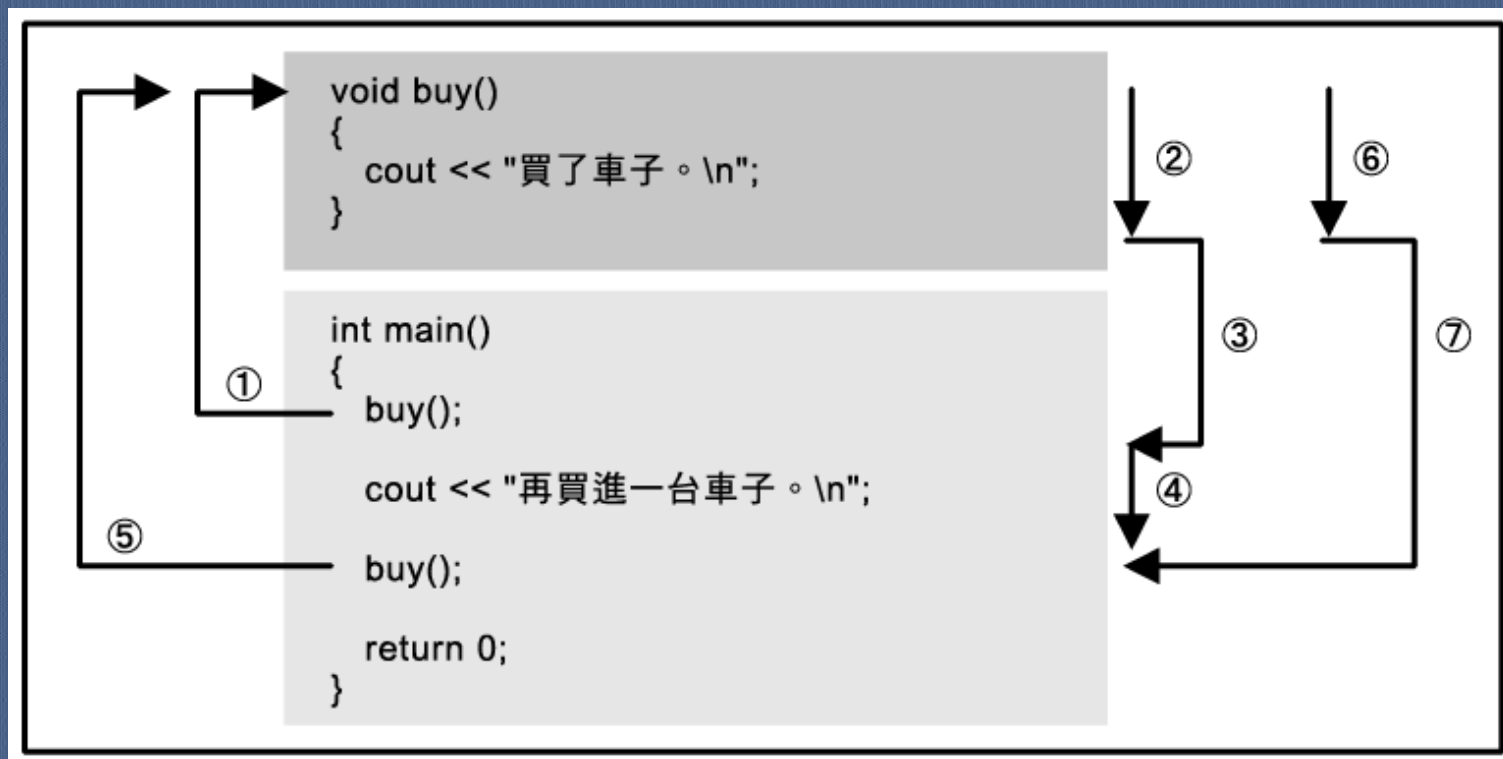 void buy()
{
cout << "買了車子。\n";
}
②
⑥
int main()
{
①
buy();
③
⑦
cout << "再買進一台車子。\n";
④
⑤
buy();
return 0;
}